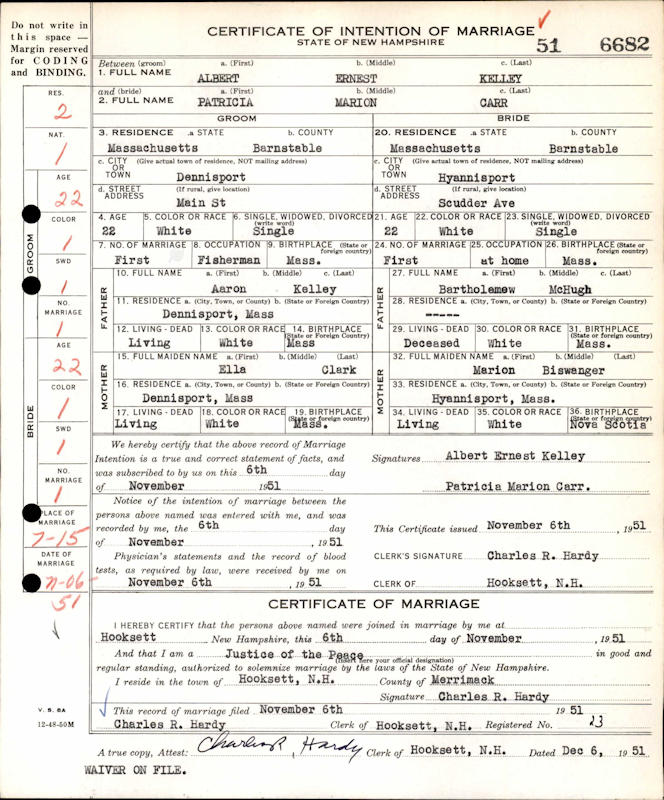 Do not write in
this space —
Margin reserved
for CODING
and BINDING.
CERTIFICATE OF INTENTION OF MARRIAGE
STATE OF NEW HAMPSHIRE
51 6682
Between (groom) a. (First) b. (Middle) c. (Last)
1. FULL NAME ALBERT ERNEST KELLEY
and (bride) a. (First) b. (Middle) c. (Last)
2. FULL NAME PATRICIA MARION CARR
GROOM BRIDE
3. RESIDENCE .a STATE b. COUNTY 20. RESIDENCE .a STATE b. COUNTY
Massachusetts Barnstable Massachusetts Barnstable
c. CITY OR TOWN (Give actual town of residence, NOT mailing address) c. CITY OR TOWN (Give actual town of residence, NOT mailing address)
Dennisport Hyannisport
d. STREET ADDRESS (If rural, give location) d. STREET ADDRESS (If rural, give location)
Main St Scudder Ave
4. AGE 5. COLOR OR RACE 6. SINGLE, WIDOWED, DIVORCED (write word) 21. AGE 22. COLOR OR RACE 23. SINGLE, WIDOWED, DIVORCED (write word)
22 White Single 22 White Single
7. NO. OF MARRIAGE 8. OCCUPATION 9. BIRTHPLACE (State or foreign country) 24. NO. OF MARRIAGE 25. OCCUPATION 26. BIRTHPLACE (State or foreign country)
First Fisherman Mass. First at home Mass.
FATHER 10. FULL NAME a. (First) b. (Middle) c. (Last) FATHER 27. FULL NAME a. (First) b. (Middle) c. (Last)
Aaron Kelley Bartholemew McHugh
11. RESIDENCE a. (City, Town, or County) b. (State or Foreign Country) 28. RESIDENCE a. (City, Town, or County) b. (State or Foreign Country)
Dennisport, Mass -----
12. LIVING - DEAD 13. COLOR OR RACE 14. BIRTHPLACE (State or foreign country) 29. LIVING - DEAD 30. COLOR OR RACE 31. BIRTHPLACE (State or foreign country)
Living White Mass Deceased White Mass.
MOTHER 15. FULL MAIDEN NAME a. (First) b. (Middle) (Last) MOTHER 32. FULL MAIDEN NAME a. (First) b. (Middle) (Last)
Ella Clark Marion Biswanger
16. RESIDENCE a. (City, Town, or County) b. (State or Foreign Country) 33. RESIDENCE a. (City, Town, or County) b. (State or Foreign Country)
Dennisport, Mass Hyannisport, Mass.
17. LIVING - DEAD 18. COLOR OR RACE 19. BIRTHPLACE (State or foreign country) 34. LIVING - DEAD 35. COLOR OR RACE 36. BIRTHPLACE (State or foreign country)
Living White Mass. Living White Nova Scotia
RES.
2
NAT.
1
GROOM
AGE
22
COLOR
1
SWD
1
NO.
MARRIAGE
1
BRIDE
AGE
22
COLOR
1
SWD
1
NO.
MARRIAGE
1
PLACE OF
MARRIAGE
7-15
DATE OF
MARRIAGE
n-06-
51
V. S. 6A
12-48-50M
We hereby certify that the above record of Marriage
Intention is a true and correct statement of facts, and
was subscribed to by us on this 6th day
of November 1951
Signatures Albert Ernest Kelley
Patricia Marion Carr.
Notice of the intention of marriage between the
persons above named was entered with me, and was
recorded by me, the 6th day
of November , 1951
This Certificate issued November 6th , 1951
Physician's statements and the record of blood
tests, as required by law, were received by me on
November 6th , 1951
CLERK'S SIGNATURE Charles R. Hardy
CLERK OF Hooksett, N.H.
CERTIFICATE OF MARRIAGE
I HEREBY CERTIFY that the persons above named were joined in marriage by me at
Hooksett New Hampshire, this 6th day of November , 1951
And that I am a Justice of the Peace (Insert here your official designation) in good and
regular standing, authorized to solemnize marriage by the laws of the State of New Hampshire.
I reside in the town of Hooksett, N.H. County of Merrimack
Signature Charles R. Hardy
This record of marriage filed November 6th 1951
Charles R. Hardy Clerk of Hooksett, N.H. Registered No. 23
A true copy, Attest: Charles R. Hardy Clerk of Hooksett, N.H. Dated Dec 6, 1951
WAIVER ON FILE.